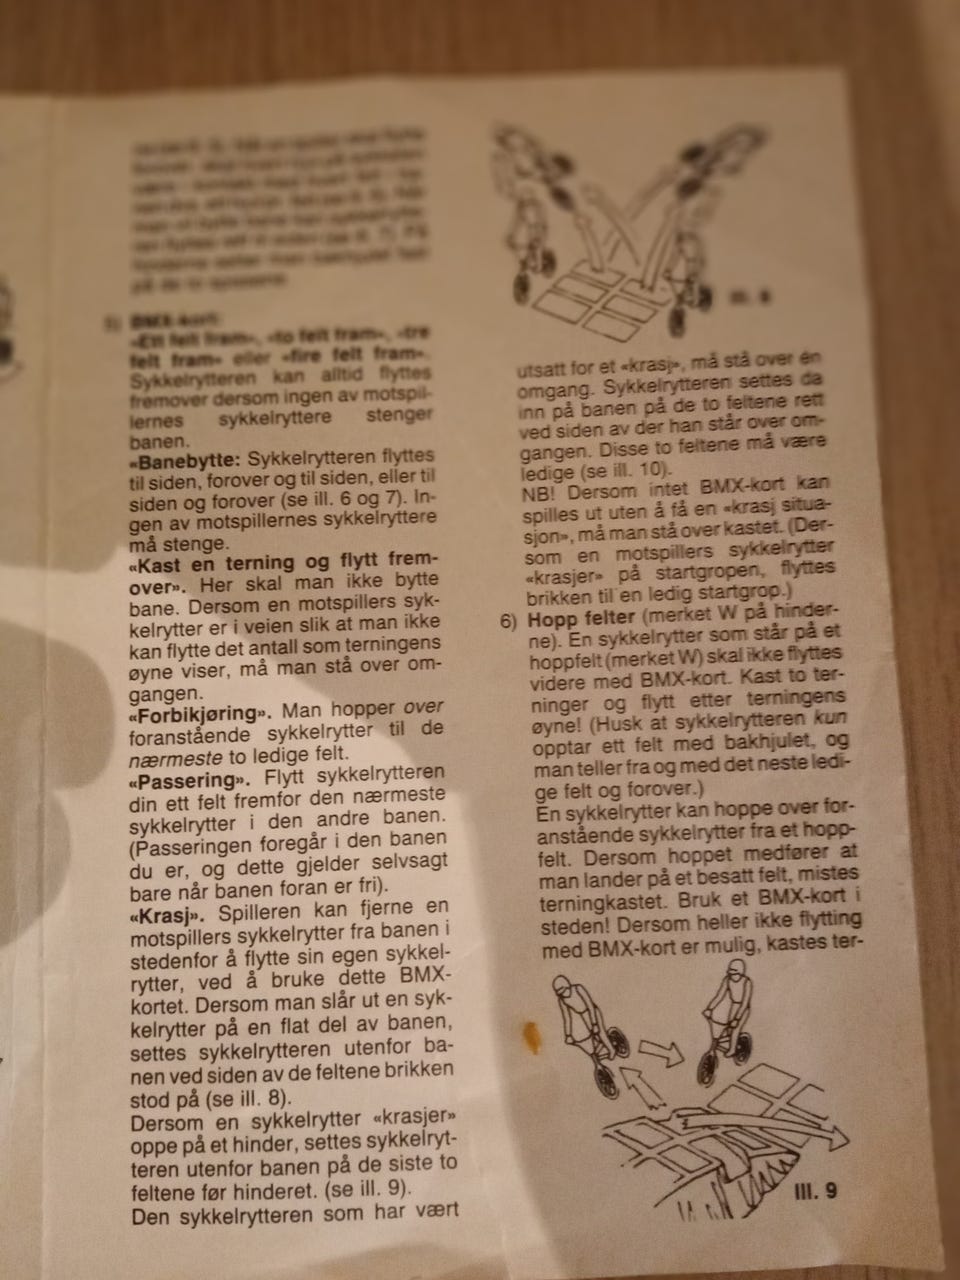 5) BMX-kort:
«Ett felt fram», «to felt fram», «tre
felt fram» eller «fire felt fram».
Sykkelrytteren kan alltid flyttes
fremover dersom ingen av motspil-
lernes sykkelryttere stenger
banen.
«Banebytte: Sykkelrytteren flyttes
til siden, forover og til siden, eller til
siden og forover (se ill. 6 og 7). In-
gen av motspillernes sykkelryttere
må stenge.
«Kast en terning og flytt frem-
over». Her skal man ikke bytte
bane. Dersom en motspillers syk-
kelrytter er i veien slik at man ikke
kan flytte det antall som terningens
øyne viser, må man stå over om-
gangen.
«Forbikjøring». Man hopper over
foranstående sykkelrytter til de
nærmeste to ledige felt.
«Passering». Flytt sykkelrytteren
din ett felt fremfor den nærmeste
sykkelrytter i den andre banen.
(Passeringen foregår i den banen
du er, og dette gjelder selvsagt
bare når banen foran er fri).
«Krasj». Spilleren kan fjerne en
motspillers sykkelrytter fra banen i
stedenfor å flytte sin egen sykkel-
rytter, ved å bruke dette BMX-
kortet. Dersom man slår ut en syk-
kelrytter på en flat del av banen,
settes sykkelrytteren utenfor ba-
nen ved siden av de feltene brikken
stod på (se ill. 8).
Dersom en sykkelrytter «krasjer»
oppe på et hinder, settes sykkelryt-
teren utenfor banen på de siste to
feltene før hinderet. (se ill. 9).
Den sykkelrytteren som har vært
Ill. 8
utsatt for et «krasj», må stå over én
omgang. Sykkelrytteren settes da
inn på banen på de to feltene rett
ved siden av der han står over om-
gangen. Disse to feltene må være
ledige (se ill. 10).
NB! Dersom intet BMX-kort kan
spilles ut uten å få en «krasj situa-
sjon», må man stå over kastet. (Der-
som en motspillers sykkelrytter
«krasjer» på startgropen, flyttes
brikken til en ledig startgrop.)
6) Hopp felter (merket W på hinder-
ne). En sykkelrytter som står på et
hoppfelt (merket W) skal ikke flyttes
videre med BMX-kort. Kast to ter-
ninger og flytt etter terningens
øyne! (Husk at sykkelrytteren kun
opptar ett felt med bakhjulet, og
man teller fra og med det neste ledi-
ge felt og forover.)
En sykkelrytter kan hoppe over for-
anstående sykkelrytter fra et hopp-
felt. Dersom hoppet medfører at
man lander på et besatt felt, mistes
terningkastet. Bruk et BMX-kort i
steden! Dersom heller ikke flytting
med BMX-kort er mulig, kastes ter-
Ill. 9